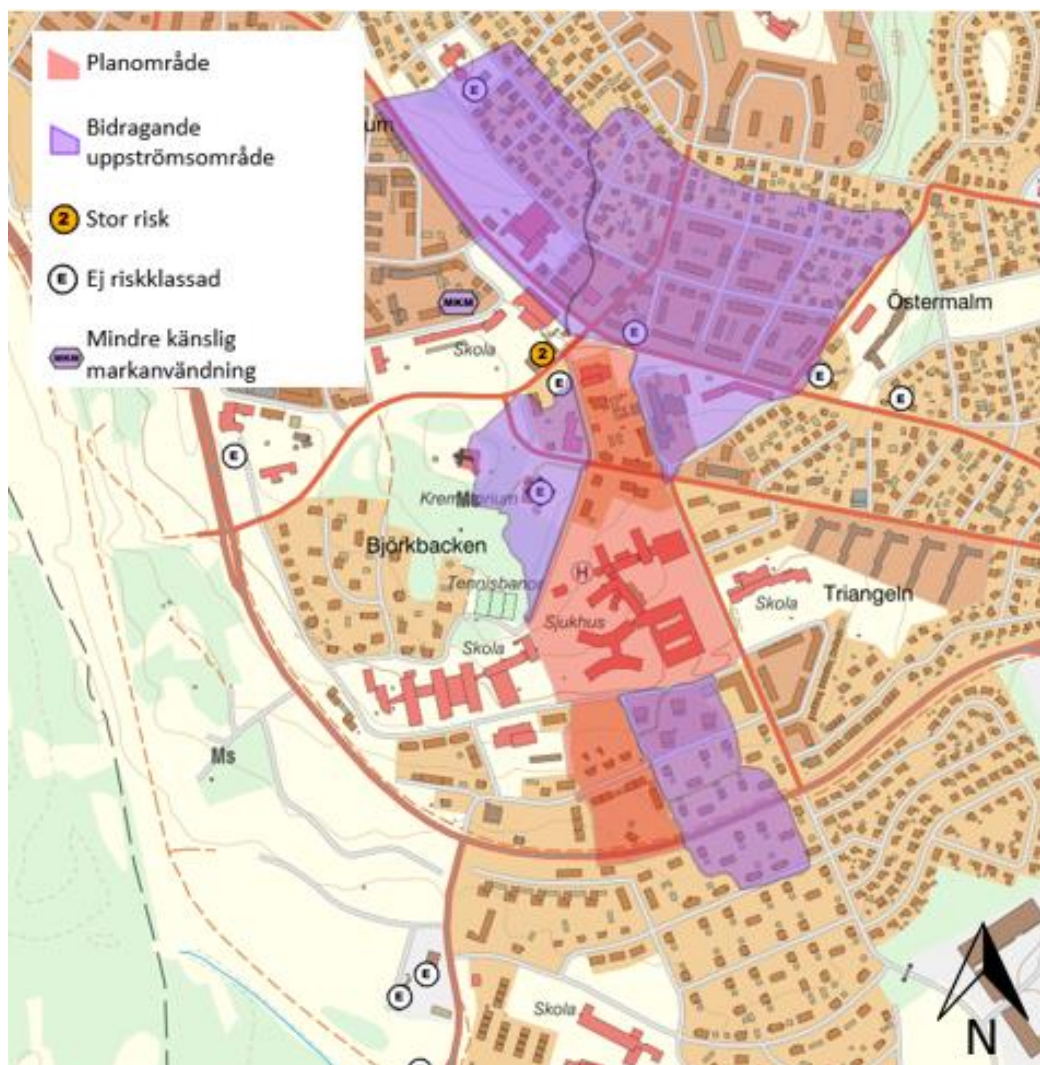 Planområde
Bidragande
uppströmsområde
2 Stor risk
E Ej riskklassad
MKM Mindre känslig
markanvändning
um
E
MKM
Östermalm
E
Skola
2
E
E
E
E
E
Björkbacken
Tennisbanor
H
Sjukhus
Skola
Triangeln
Skola
Ms
E
E
Skola
N